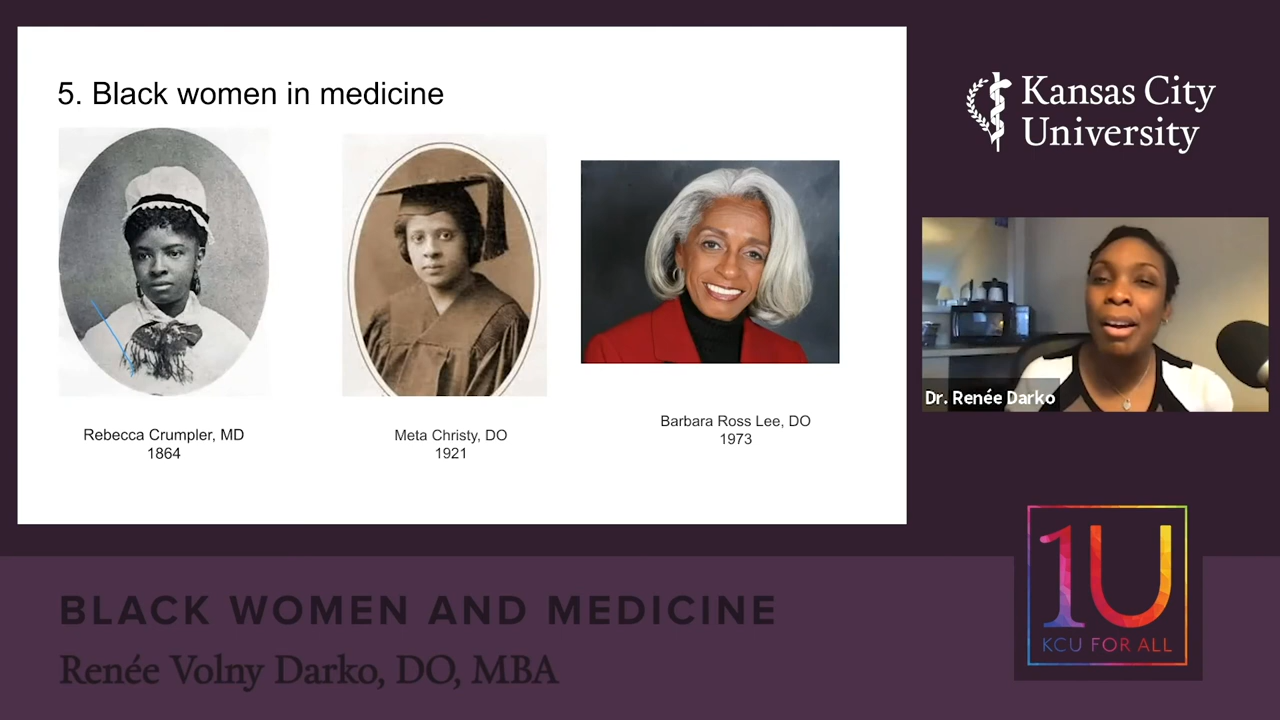 5. Black women in medicine
Rebecca Crumpler, MD
1864
Meta Christy, DO
1921
Barbara Ross Lee, DO
1973
Kansas City
University
Dr. Renée Darko
1U
KCU FOR ALL
BLACK WOMEN AND MEDICINE
Renée Volny Darko, DO, MBA